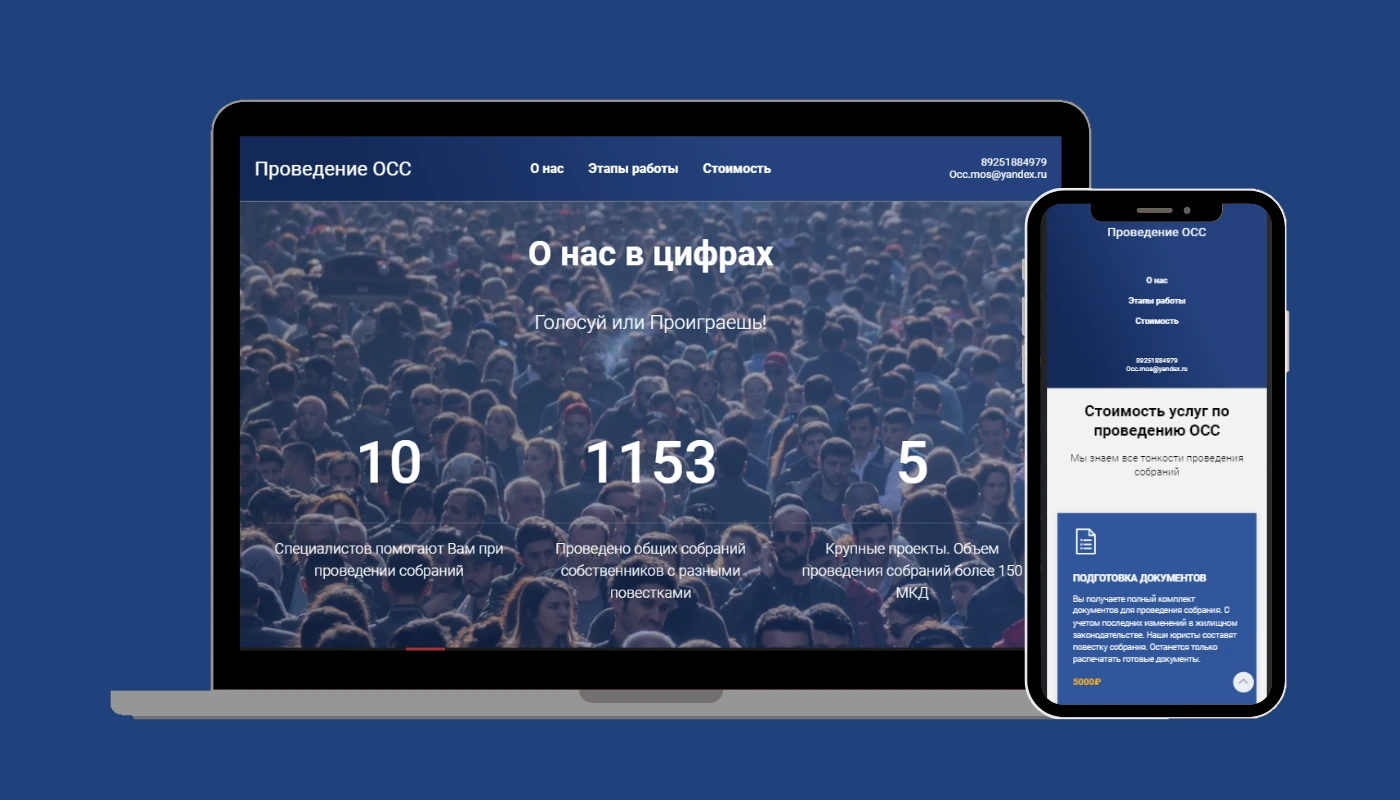 Проведение ОСС
О нас
Этапы работы
Стоимость
89251884979
Occ.mos@yandex.ru
О нас в цифрах
Голосуй или Проиграешь!
10
1153
5
Специалистов помогают Вам при
проведении собраний
Проведено общих собраний
собственников с разными
повестками
Крупные проекты. Объем
проведения собраний более 150
МКД
Проведение ОСС
О нас
Этапы работы
Стоимость
89251884979
Occ.mos@yandex.ru
Стоимость услуг по
проведению ОСС
Мы знаем все тонкости проведения
собраний
ПОДГОТОВКА ДОКУМЕНТОВ
Вы получаете полный комплект
документов для проведения собрания. С
учетом последних изменений в жилищном
законодательстве. Наши юристы составят
повестку собрания. Останется только
распечатать готовые документы.
5000₽